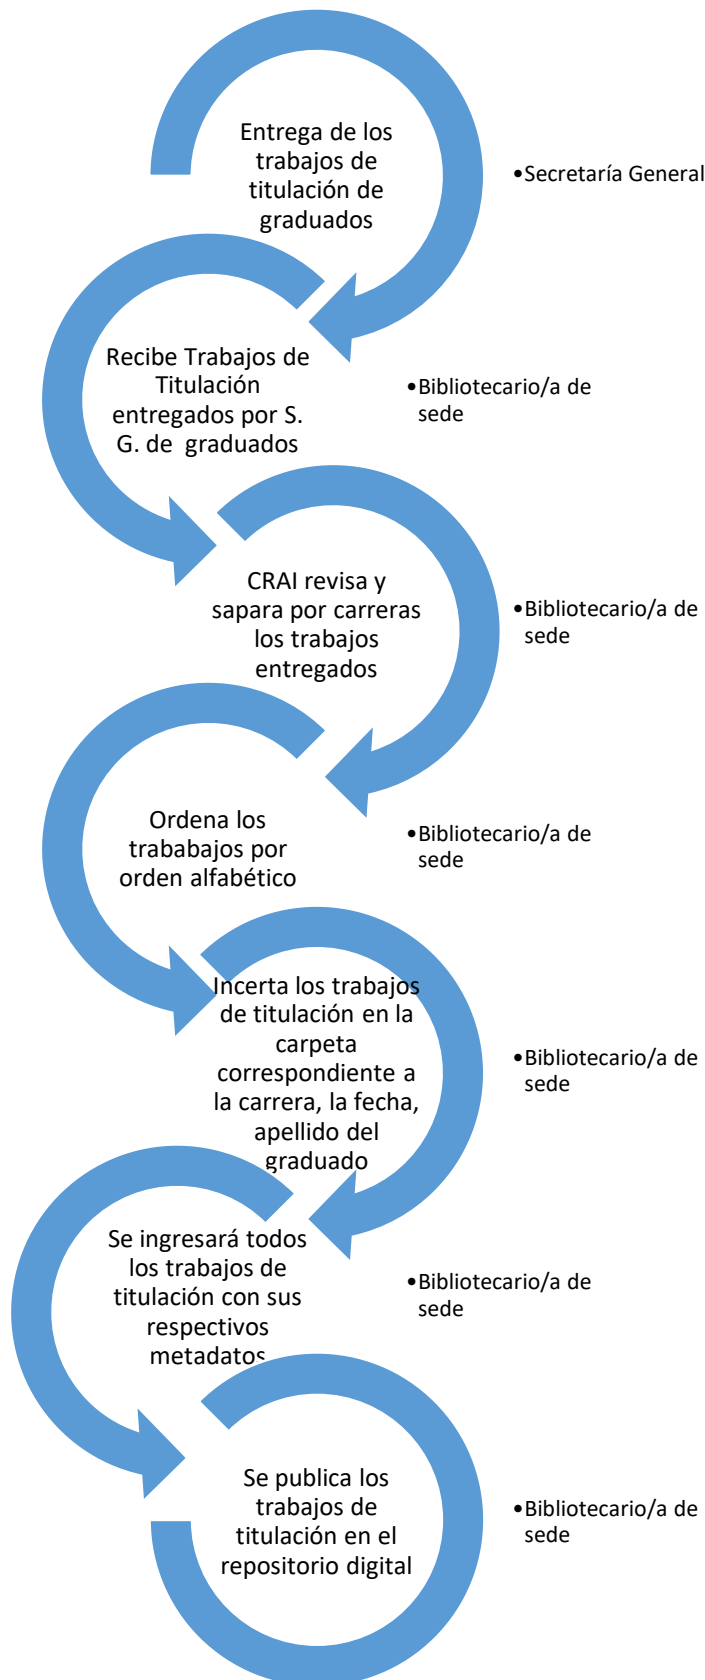 Entrega de los
trabajos de
titulación de
graduados
•Secretaría General
Recibe Trabajos de
Titulación
entregados por S.
G. de graduados
•Bibliotecario/a de
sede
CRAI revisa y
sapara por carreras
los trabajos
entregados
•Bibliotecario/a de
sede
Ordena los
trababajos por
orden alfabético
•Bibliotecario/a de
sede
Incerta los trabajos
de titulación en la
carpeta
correspondiente a
la carrera, la fecha,
apellido del
graduado
•Bibliotecario/a de
sede
Se ingresará todos
los trabajos de
titulación con sus
respectivos
metadatos
•Bibliotecario/a de
sede
Se publica los
trabajos de
titulación en el
repositorio digital
•Bibliotecario/a de
sede